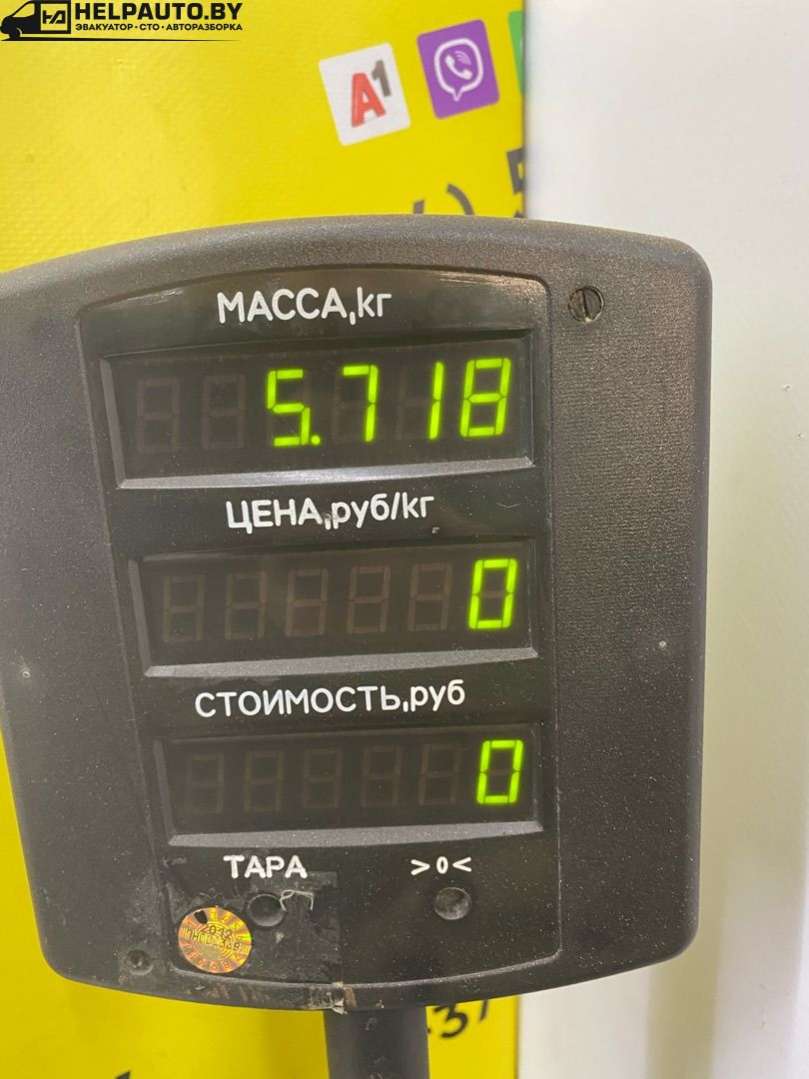 HELPAUTO.BY
ЭВАКУАТОР•СТО•АВТОРАЗБОРКА
A1
МАССА,кг
5.718
ЦЕНА,руб/кг
0
СТОИМОСТЬ,руб
0
ТАРА >0<